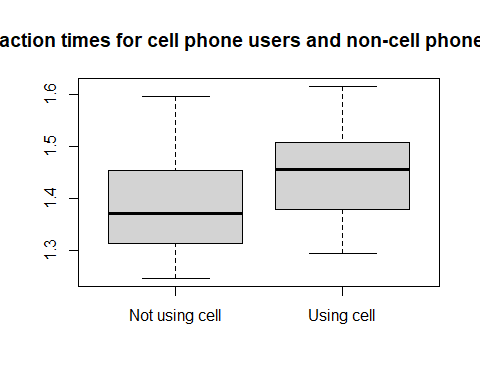 action times for cell phone users and non-cell phone
1.6
1.5
1.4
1.3
Not using cell
Using cell